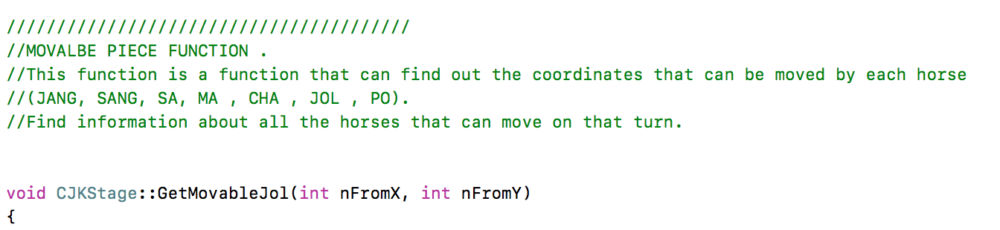 ////////////////////////////////////////
//MOVALBE PIECE FUNCTION .
//This function is a function that can find out the coordinates that can be moved by each horse
//(JANG, SANG, SA, MA , CHA , JOL , PO).
//Find information about all the horses that can move on that turn.
void CJKStage::GetMovableJol(int nFromX, int nFromY)
{